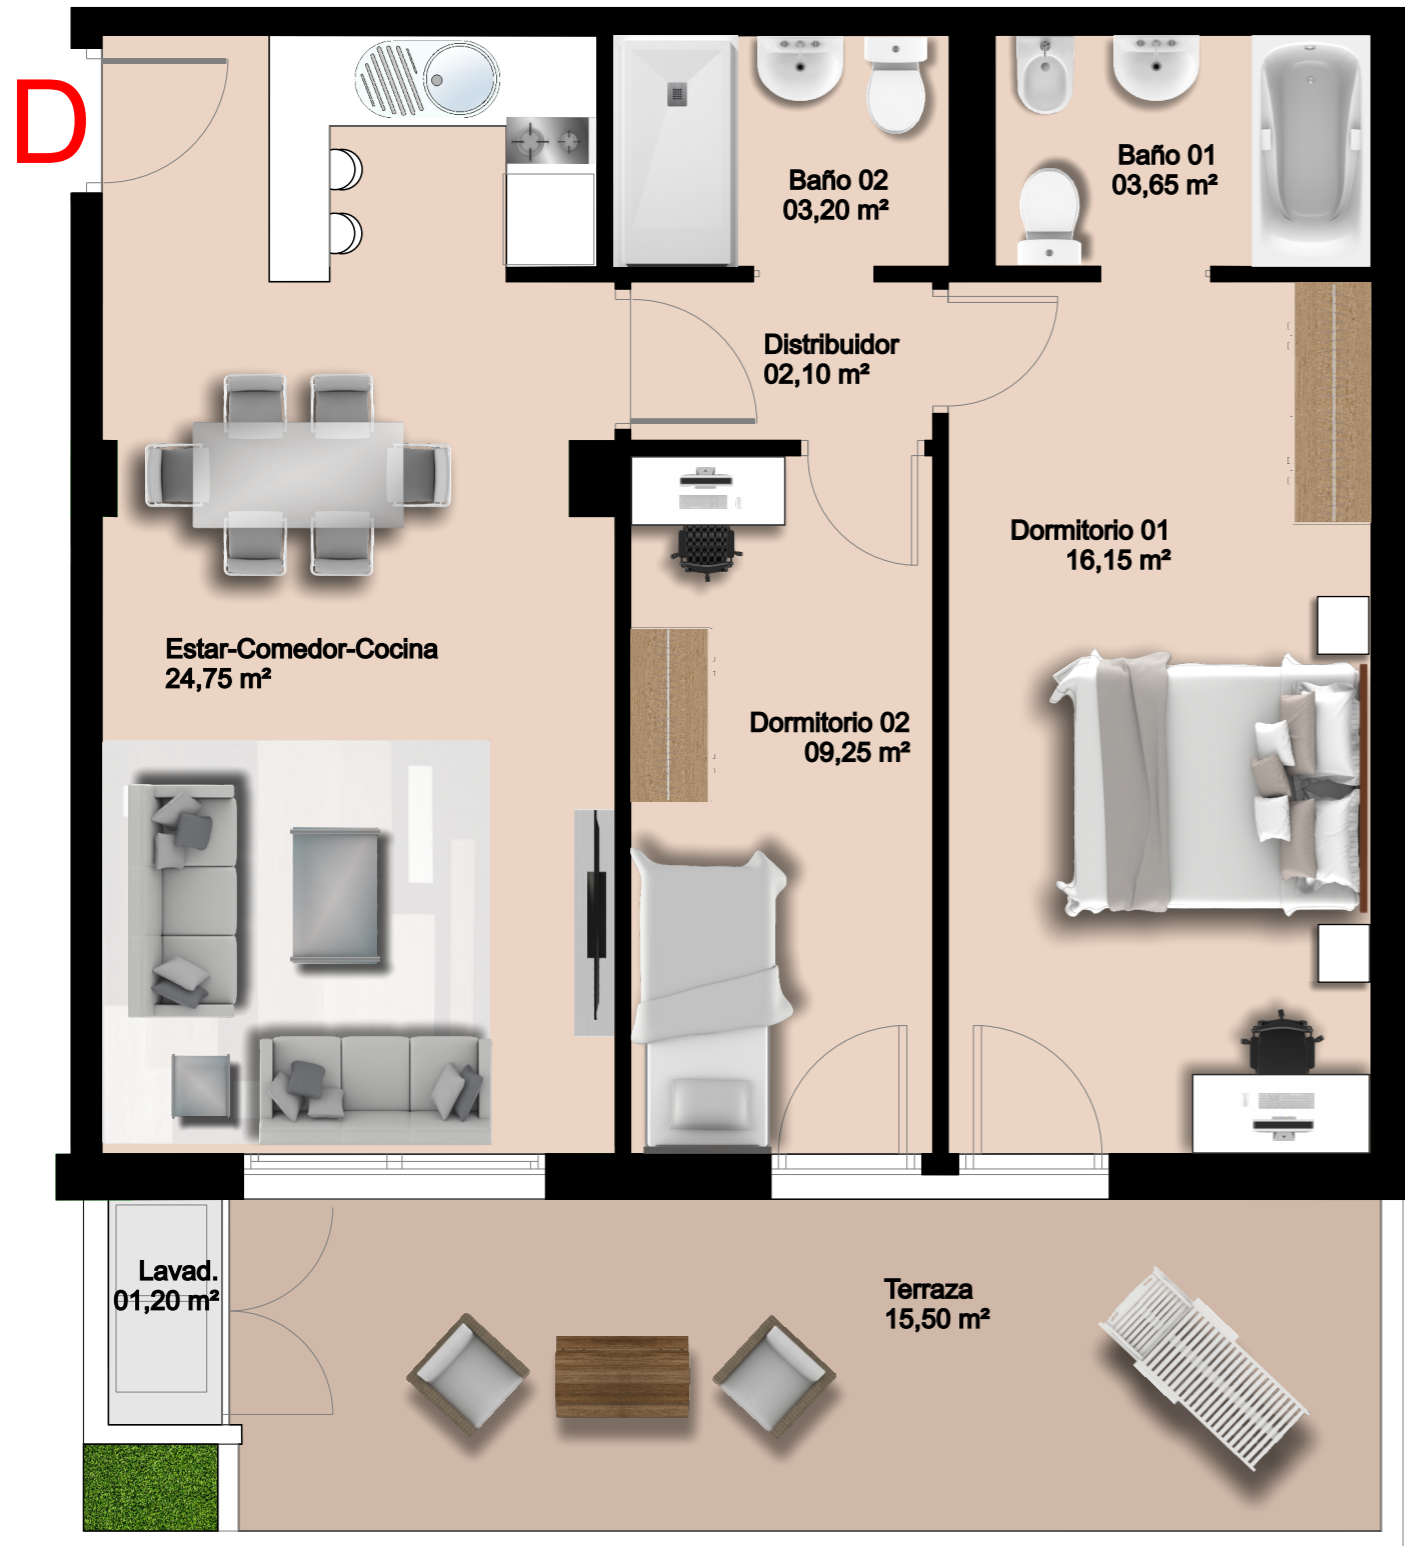 D
Baño 02
03,20 m²
Baño 01
03,65 m²
Distribuidor
02,10 m²
Dormitorio 01
16,15 m²
Estar-Comedor-Cocina
24,75 m²
Dormitorio 02
09,25 m²
Lavad.
01,20 m²
Terraza
15,50 m²